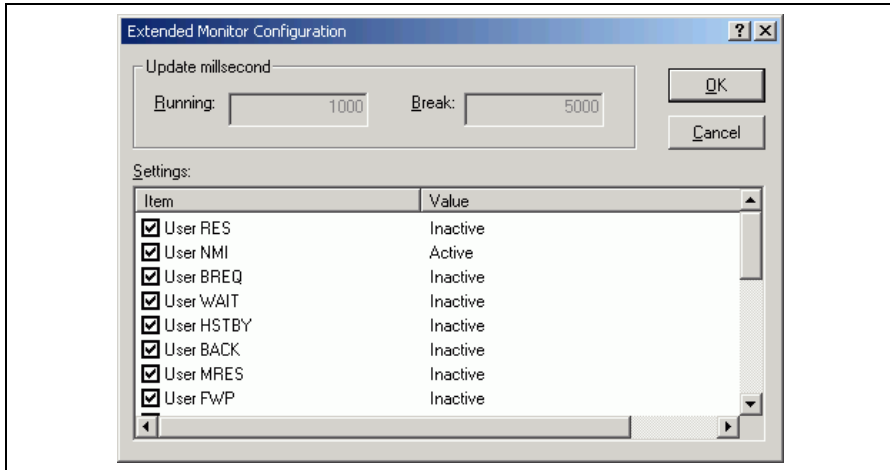 Extended Monitor Configuration
Update millsecond
Running: 1000 Break: 5000
OK
Cancel
Settings:
Item Value
User RES Inactive
User NMI Active
User BREQ Inactive
User WAIT Inactive
User HSTBY Inactive
User BACK Inactive
User MRES Inactive
User FWP Inactive